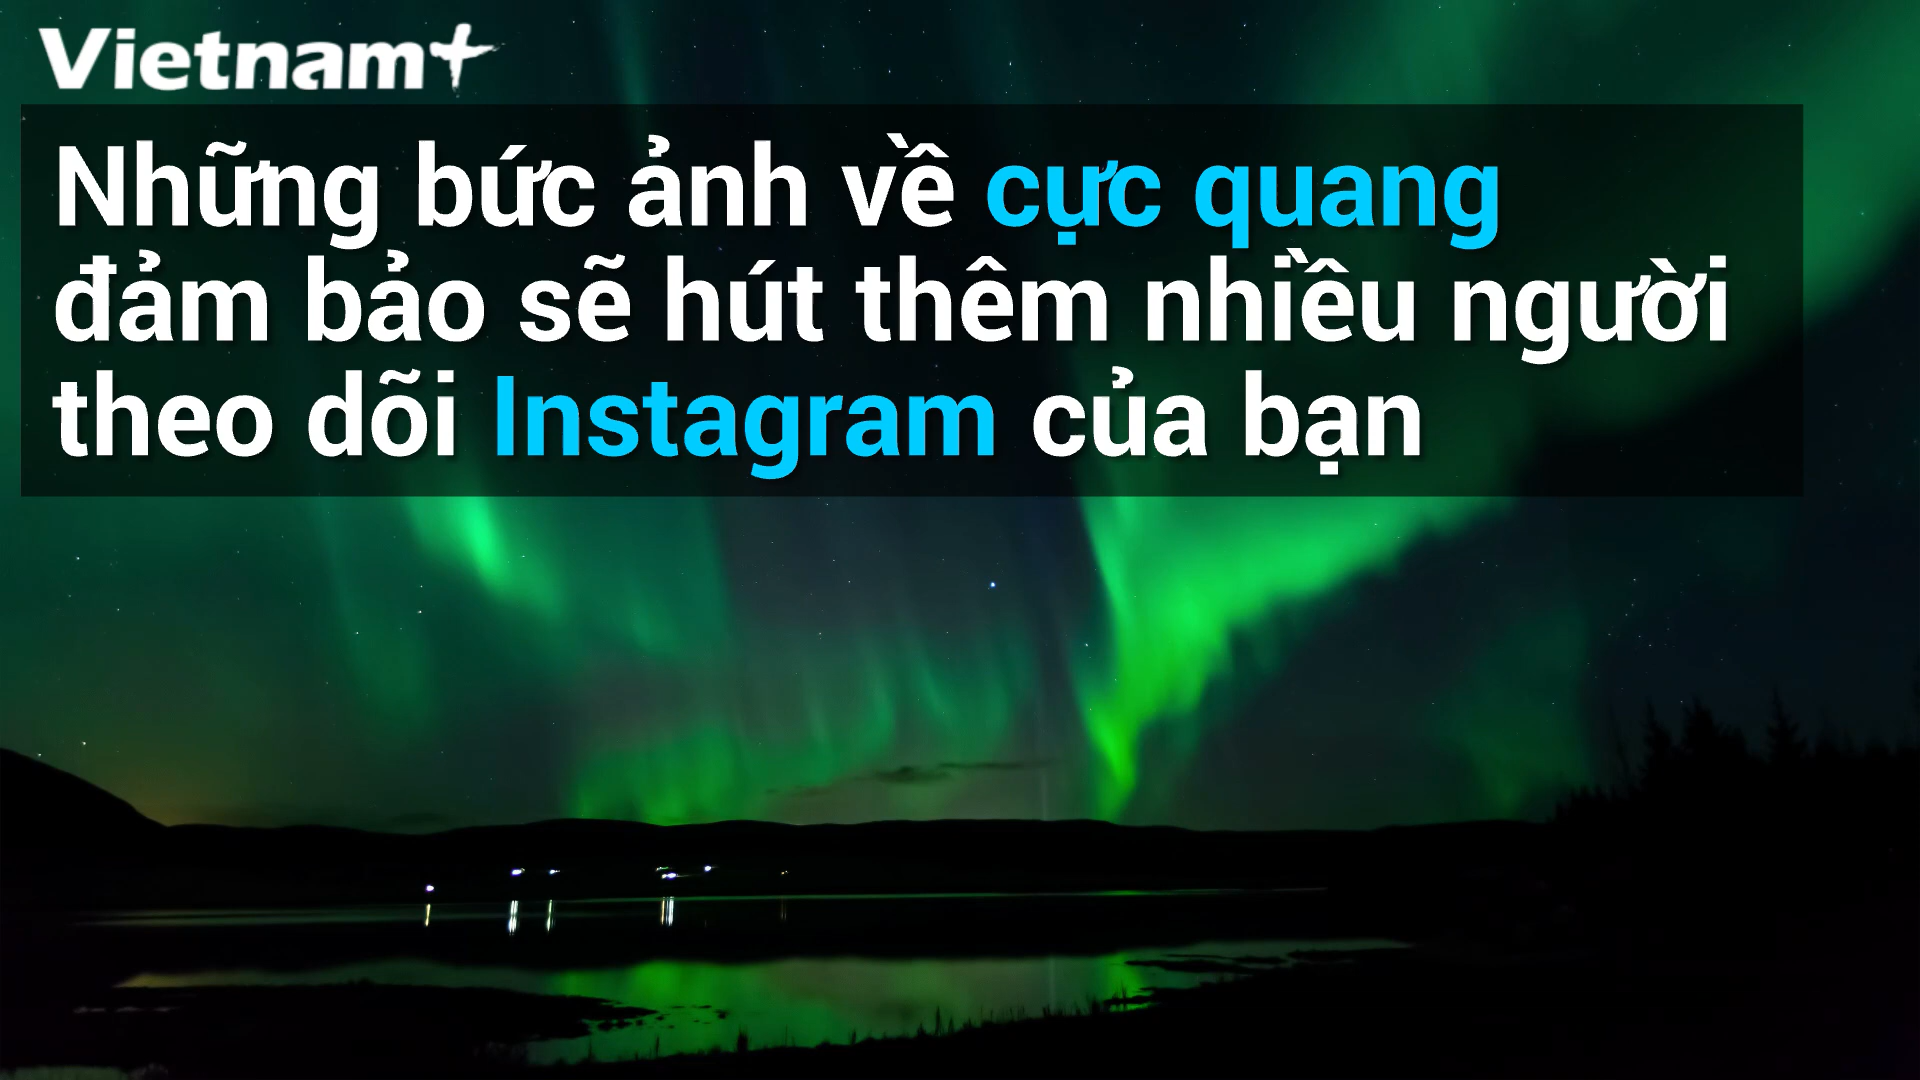 Vietnam+
Những bức ảnh về cực quang
đảm bảo sẽ hút thêm nhiều người
theo dõi Instagram của bạn